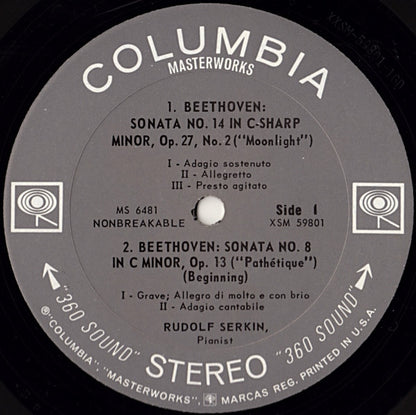 COLUMBIA
MASTERWORKS
1. BEETHOVEN:
SONATA NO. 14 IN C-SHARP
MINOR, Op. 27, No. 2 ("Moonlight")
I - Adagio sostenuto
II - Allegretto
III - Presto agitato
MS 6481
NONBREAKABLE
Side 1
XSM 59801
2. BEETHOVEN: SONATA NO. 8
IN C MINOR, Op. 13 ("Pathétique")
(Beginning)
I - Grave; Allegro di molto e con brio
II - Adagio cantabile
RUDOLF SERKIN,
Pianist
"360 SOUND" STEREO "360 SOUND"
®"COLUMBIA", "MASTERWORKS", MARCAS REG. PRINTED IN U.S.A.